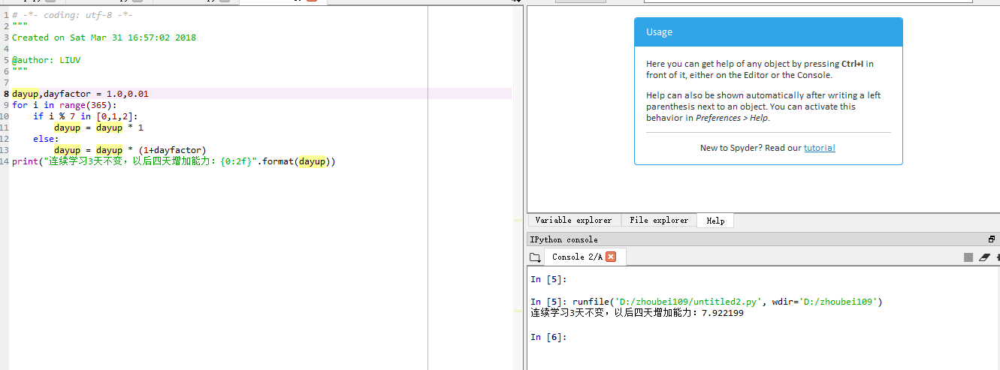 1 # -*- coding: utf-8 -*-
2 """
3 Created on Sat Mar 31 16:57:02 2018
4
5 @author: LIUV
6 """
7
8 dayup,dayfactor = 1.0,0.01
9 for i in range(365):
10     if i % 7 in [0,1,2]:
11         dayup = dayup * 1
12     else:
13         dayup = dayup * (1+dayfactor)
14 print("连续学习3天不变，以后四天增加能力：{0:2f}".format(dayup))
Usage
Here you can get help of any object by pressing Ctrl+I in
front of it, either on the Editor or the Console.
Help can also be shown automatically after writing a left
parenthesis next to an object. You can activate this
behavior in Preferences > Help.
New to Spyder? Read our tutorial
Variable explorer File explorer Help
IPython console
Console 2/A
In [5]:
In [5]: runfile('D:/zhoubei109/untitled2.py', wdir='D:/zhoubei109')
连续学习3天不变，以后四天增加能力：7.922199
In [6]: